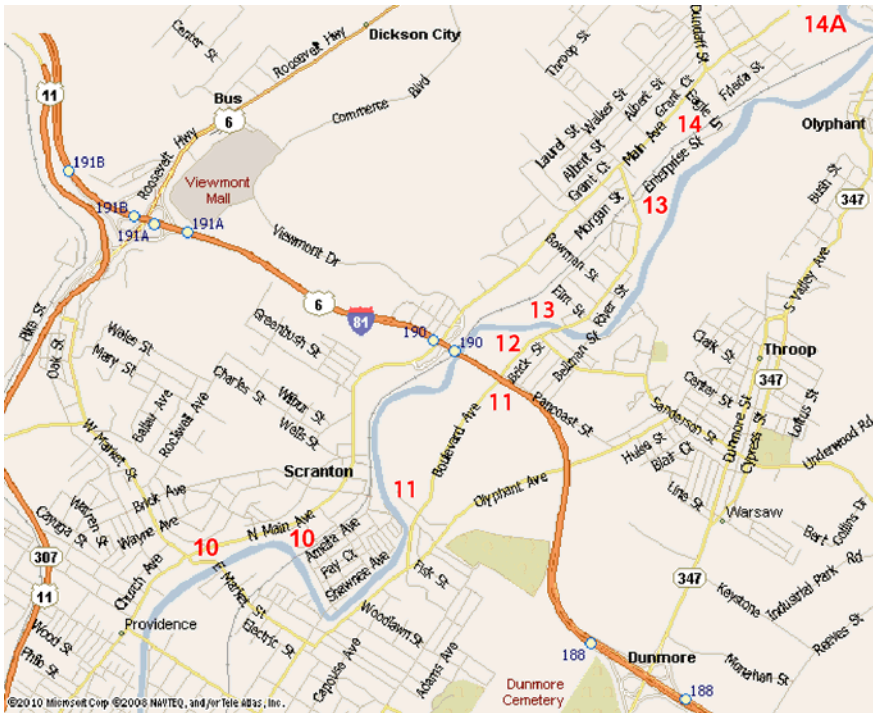 14A
Center St
Dickson City
Roosevelt Hwy
Dundaff St
Throop St
11
Bus
6
Commerce Blvd
Walker St
Albert St
Grant Ct
Eagle Ln
Frieda St
14
Olyphant
Laurel St
Albert St
Main Ave
Grant Ct
Enterprise St
191B
Roosevelt Hwy
Viewmont
Mall
Bush St
347
13
Morgan St
191B
191A
191A
Viewmont Dr
Bowman St
S Valley Ave
Pike St
6
81
Elm St
13
River St
Greenbush St
190
190
12
Clark St
Oak St
Wales St
Mary St
Brick St
Bellman St
Throop
347
Charles St
Wilbur St
Wells St
Bailey Ave
Rockwell Ave
11
Pancoast St
Center St
Sanderson St
Dunmore St
Cypress St
Loftus St
W Market St
Boulevard Ave
Hulse St
Blair Ct
Underwood Rd
Scranton
Olyphant Ave
11
Line St
Brick Ave
Warren St
Cayuga St
Wayne Ave
N Main Ave
Warsaw
Bert Collins Dr
10
10
Amelia Ave
Fay Ct
Shawnee Ave
307
11
Church Ave
E Market St
Fisk St
347
Keystone Industrial Park Rd
Providence
Electric St
Woodlawn St
Wood St
Philo St
Capouse Ave
Adams Ave
188
Dunmore
Reeves St
Monahan St
Dunmore
Cemetery
188
©2010 Microsoft Corp ©2008 NAVTEQ, and/or Tele Atlas, Inc.